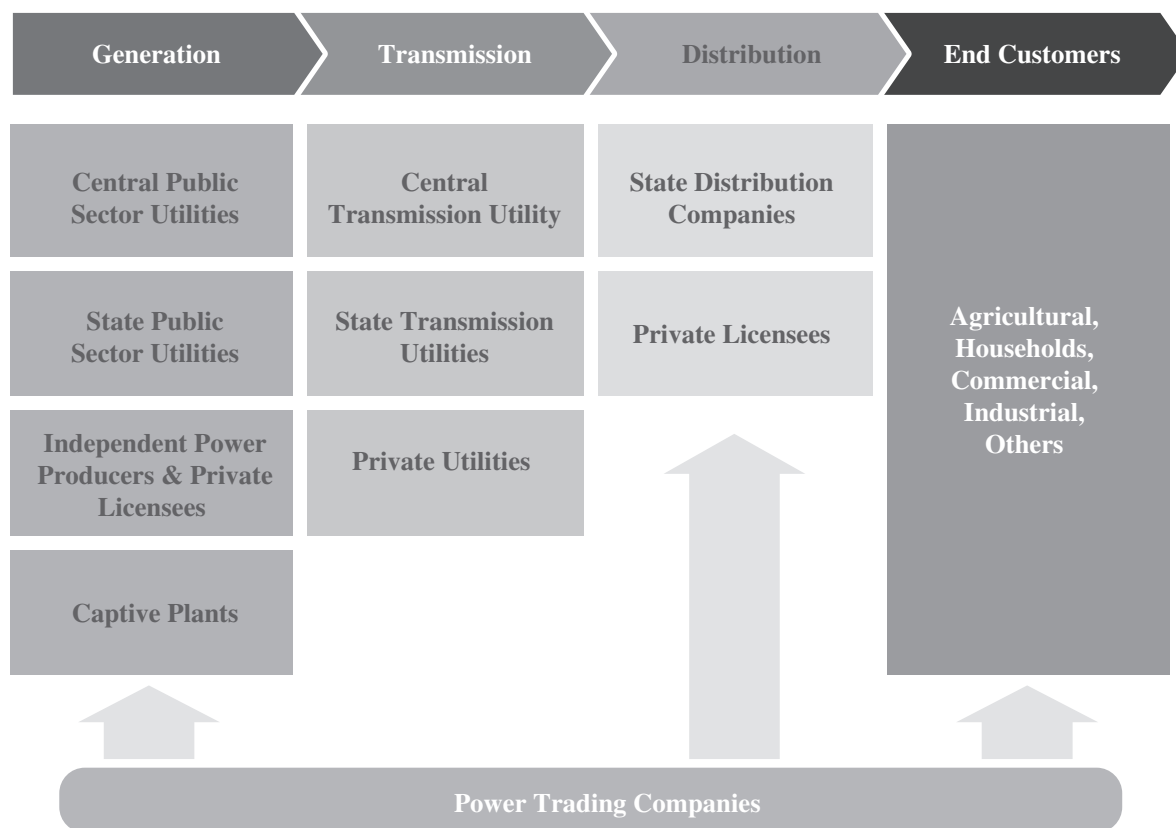 Generation
Transmission
Distribution
End Customers
Central Public
Sector Utilities
State Public
Sector Utilities
Independent Power
Producers & Private
Licensees
Captive Plants
Central
Transmission Utility
State Transmission
Utilities
Private Utilities
State Distribution
Companies
Private Licensees
Agricultural,
Households,
Commercial,
Industrial,
Others
Power Trading Companies